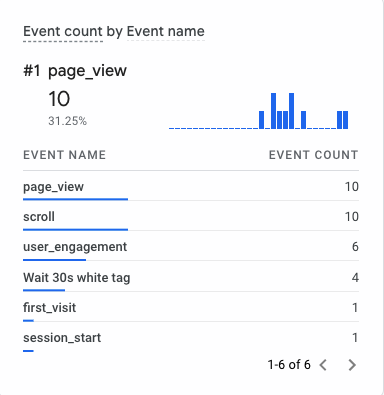 Event count by Event name
#1 page_view
10
31.25%
EVENT NAME EVENT COUNT
page_view 10
scroll 10
user_engagement 6
Wait 30s white tag 4
first_visit 1
session_start 1
1-6 of 6